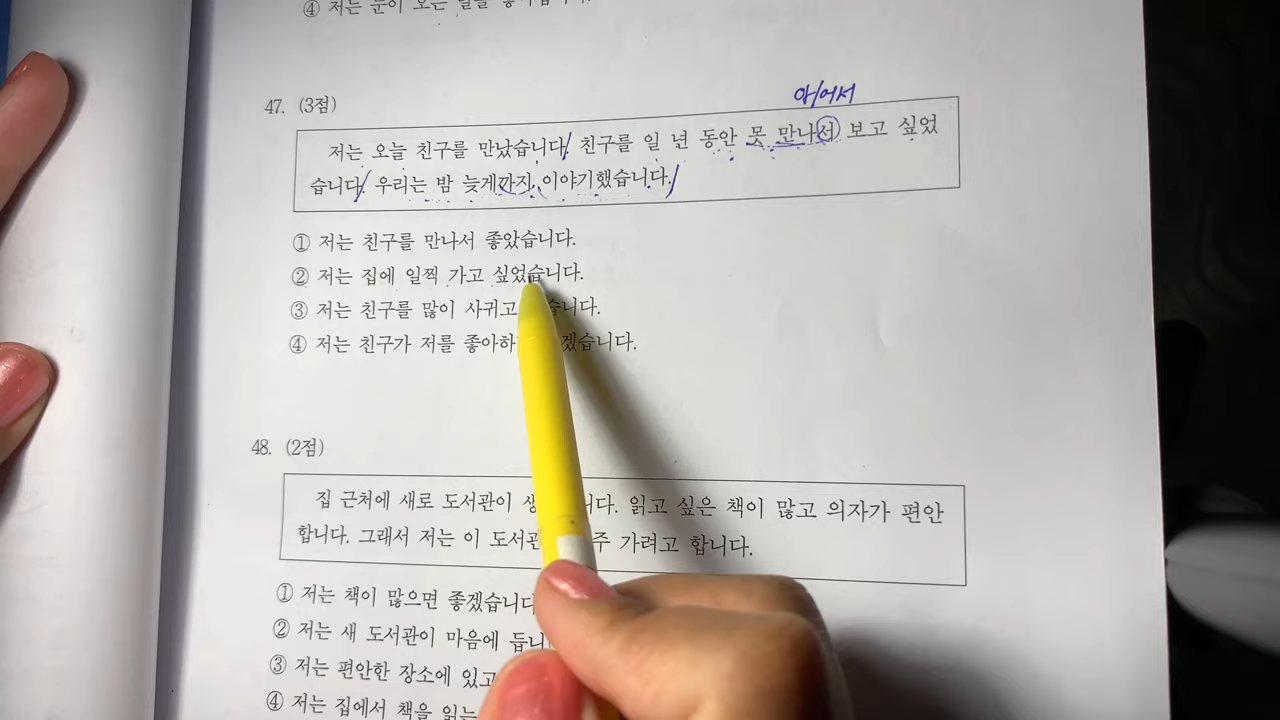 ④ 저는 눈이 오는
47. (3점)
아/어서
저는 오늘 친구를 만났습니다. 친구를 일 년 동안 못 만나서 보고 싶었
습니다. 우리는 밤 늦게까지 이야기했습니다.
① 저는 친구를 만나서 좋았습니다.
② 저는 집에 일찍 가고 싶었습니다.
③ 저는 친구를 많이 사귀고 습니다.
④ 저는 친구가 저를 좋아하 겠습니다.
48. (2점)
집 근처에 새로 도서관이 니다. 읽고 싶은 책이 많고 의자가 편안
합니다. 그래서 저는 이 도서관 주 가려고 합니다.
① 저는 책이 많으면 좋겠습니다
② 저는 새 도서관이 마음에 듭니
③ 저는 편안한 장소에 있고
④ 저는 집에서 책을 읽는